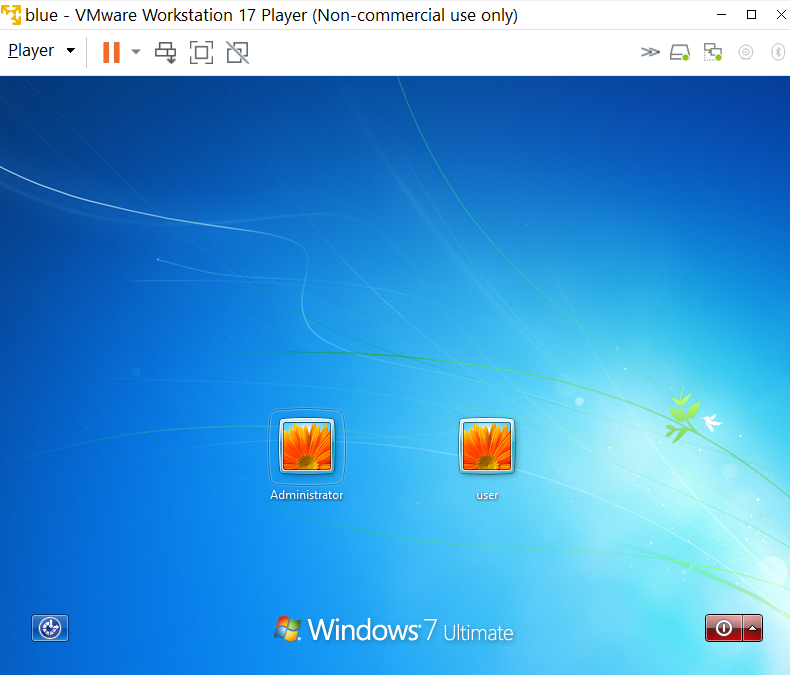 blue - VMware Workstation 17 Player (Non-commercial use only)
Player
Administrator
user
Windows 7 Ultimate